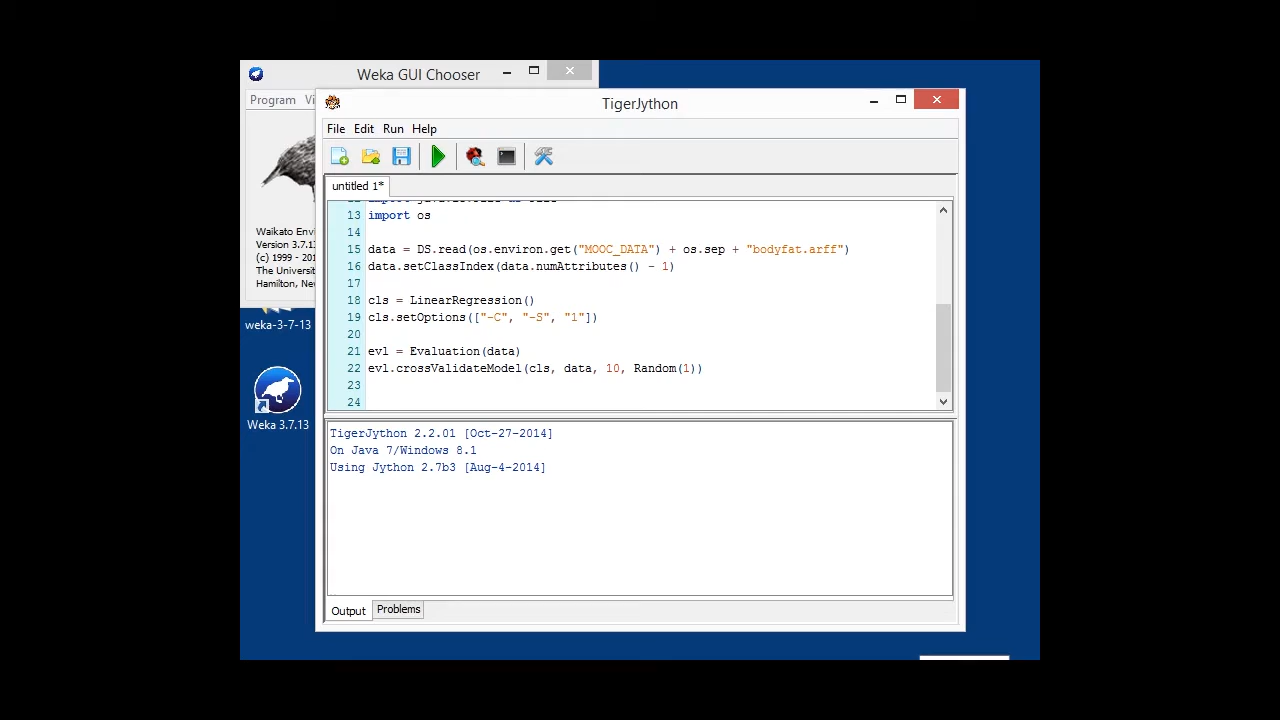 Weka GUI Chooser
Program Vi
TigerJython
File Edit Run Help
untitled 1*
Waikato Envi
Version 3.7.13
(c) 1999 - 201
The Universit
Hamilton, New
weka-3-7-13
Weka 3.7.13
13 import os
14
15 data = DS.read(os.environ.get("MOOC_DATA") + os.sep + "bodyfat.arff")
16 data.setClassIndex(data.numAttributes() - 1)
17
18 cls = LinearRegression()
19 cls.setOptions(["-C", "-S", "1"])
20
21 evl = Evaluation(data)
22 evl.crossValidateModel(cls, data, 10, Random(1))
23
24
TigerJython 2.2.01 [Oct-27-2014]
On Java 7/Windows 8.1
Using Jython 2.7b3 [Aug-4-2014]
Output Problems